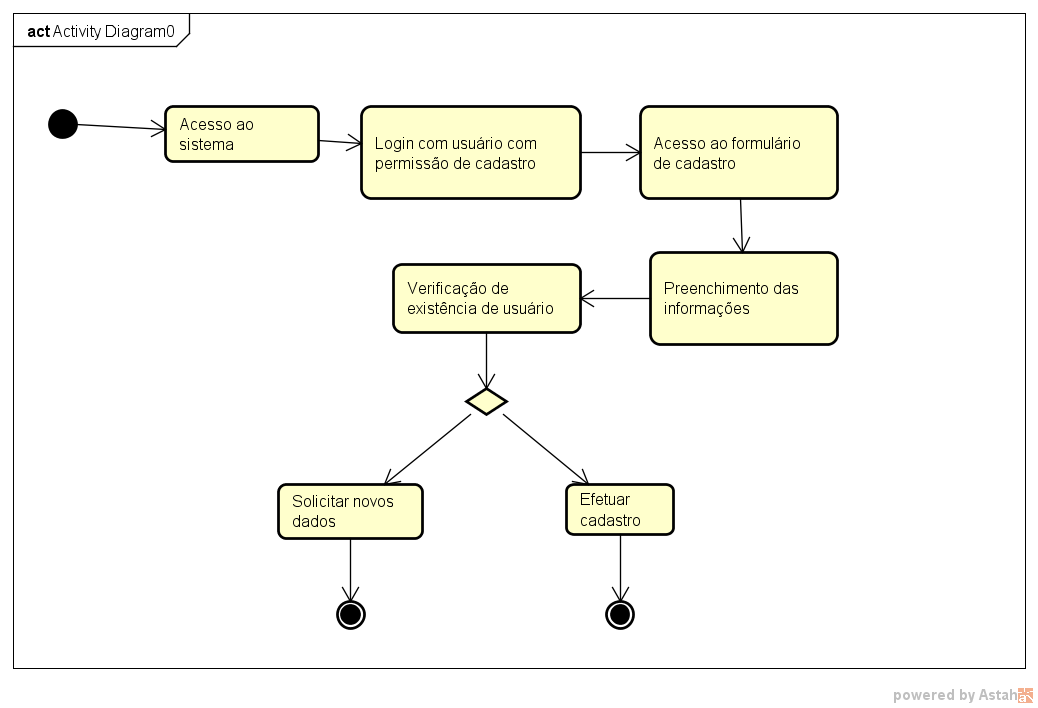 act Activity Diagram0
Acesso ao
sistema
Login com usuário com
permissão de cadastro
Acesso ao formulário
de cadastro
Preenchimento das
informações
Verificação de
existência de usuário
Solicitar novos
dados
Efetuar
cadastro
powered by Astah